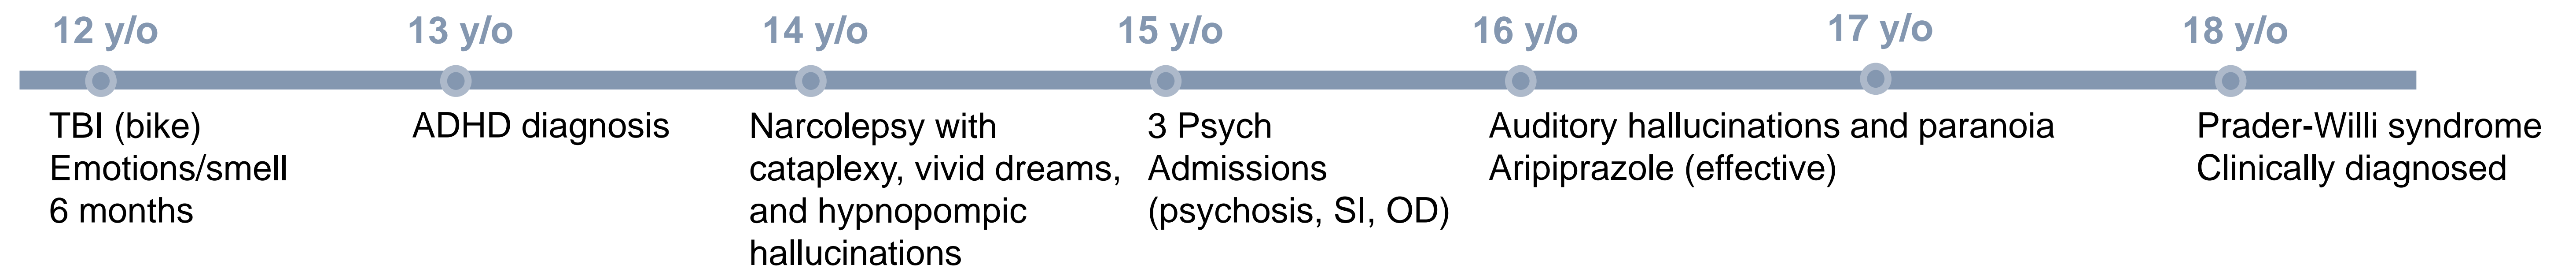 12 y/o
13 y/o
14 y/o
15 y/o
16 y/o
17 y/o
18 y/o
TBI (bike)
Emotions/smell
6 months
ADHD diagnosis
Narcolepsy with
cataplexy, vivid dreams,
and hypnopompic
hallucinations
3 Psych
Admissions
(psychosis, SI, OD)
Auditory hallucinations and paranoia
Aripiprazole (effective)
Prader-Willi syndrome
Clinically diagnosed